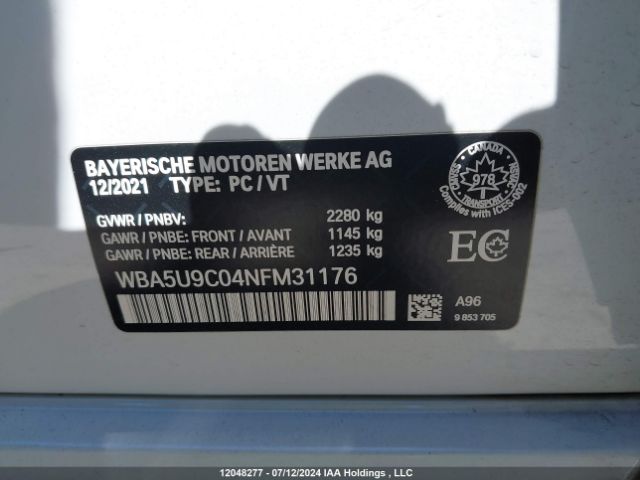 BAYERISCHE MOTOREN WERKE AG
12/2021 TYPE: PC / VT
GVWR / PNBV: 2280 kg
GAWR / PNBE: FRONT / AVANT 1145 kg
GAWR / PNBE: REAR / ARRIÈRE 1235 kg
WBA5U9C04NFM31176
CANADA
CMVSS
978
NSVAC
TRANSPORT
Complies with ICES-002
EC
A96
9 853 705
12048277 - 07/12/2024 IAA Holdings , LLC